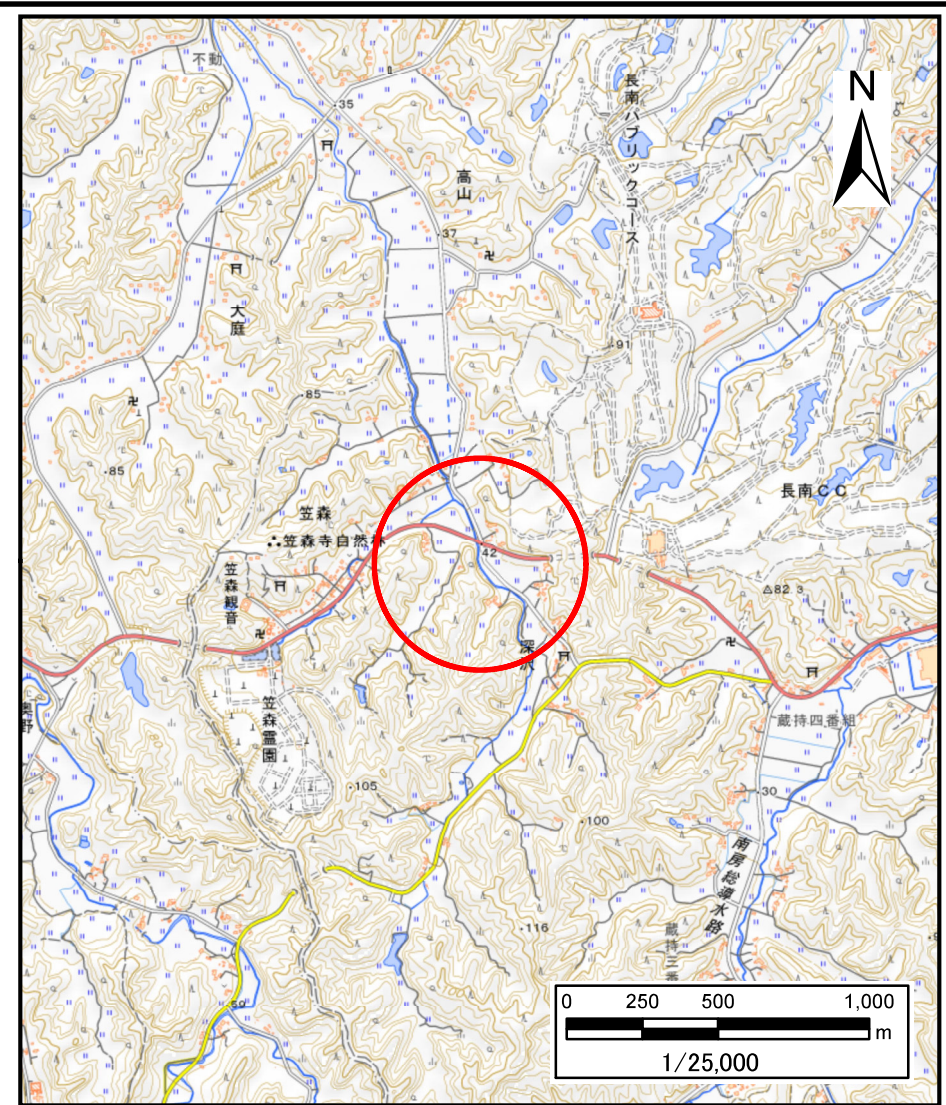 不動
35
長南パブリックコース
N
高山
37
大庭
91
85
85
笠森
長南CC
笠森寺自然林
42
笠森観音
82.3
深沢
奥野
笠森霊園
蔵持四番組
105
30
100
南房総導水路
116
蔵持三番
59
0 250 500 1,000
m
1/25,000